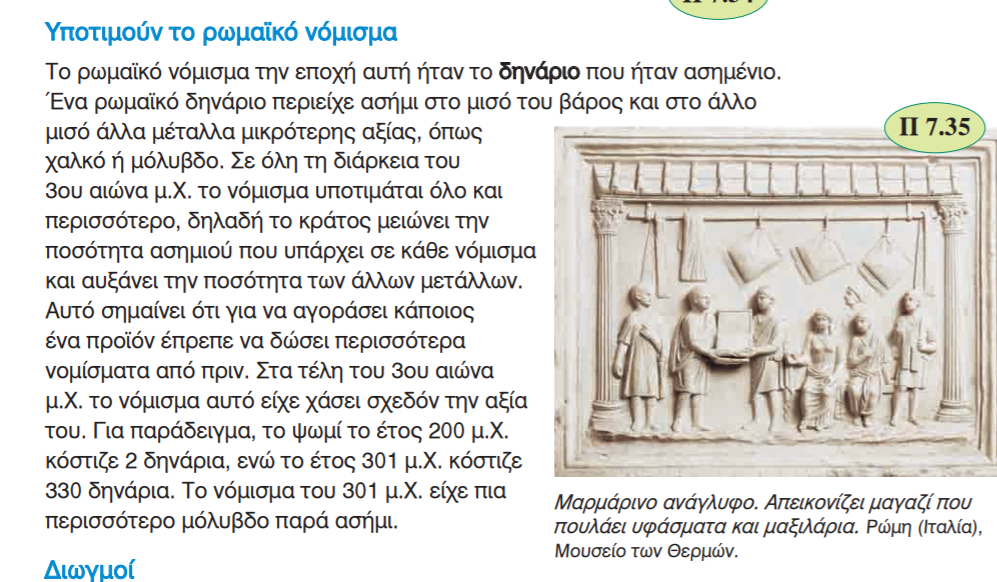 Υποτιμούν το ρωμαϊκό νόμισμα
Το ρωμαϊκό νόμισμα την εποχή αυτή ήταν το δηνάριο που ήταν ασημένιο.
Ένα ρωμαϊκό δηνάριο περιείχε ασήμι στο μισό του βάρος και στο άλλο
μισό άλλα μέταλλα μικρότερης αξίας, όπως
χαλκό ή μόλυβδο. Σε όλη τη διάρκεια του
3ου αιώνα μ.Χ. το νόμισμα υποτιμάται όλο και
περισσότερο, δηλαδή το κράτος μειώνει την
ποσότητα ασημιού που υπάρχει σε κάθε νόμισμα
και αυξάνει την ποσότητα των άλλων μετάλλων.
Αυτό σημαίνει ότι για να αγοράσει κάποιος
ένα προϊόν έπρεπε να δώσει περισσότερα
νομίσματα από πριν. Στα τέλη του 3ου αιώνα
μ.Χ. το νόμισμα αυτό είχε χάσει σχεδόν την αξία
του. Για παράδειγμα, το ψωμί το έτος 200 μ.Χ.
κόστιζε 2 δηνάρια, ενώ το έτος 301 μ.Χ. κόστιζε
330 δηνάρια. Το νόμισμα του 301 μ.Χ. είχε πια
περισσότερο μόλυβδο παρά ασήμι.
Π 7.35
Μαρμάρινο ανάγλυφο. Απεικονίζει μαγαζί που
πουλάει υφάσματα και μαξιλάρια. Ρώμη (Ιταλία),
Μουσείο των Θερμών.
Διωγμοί